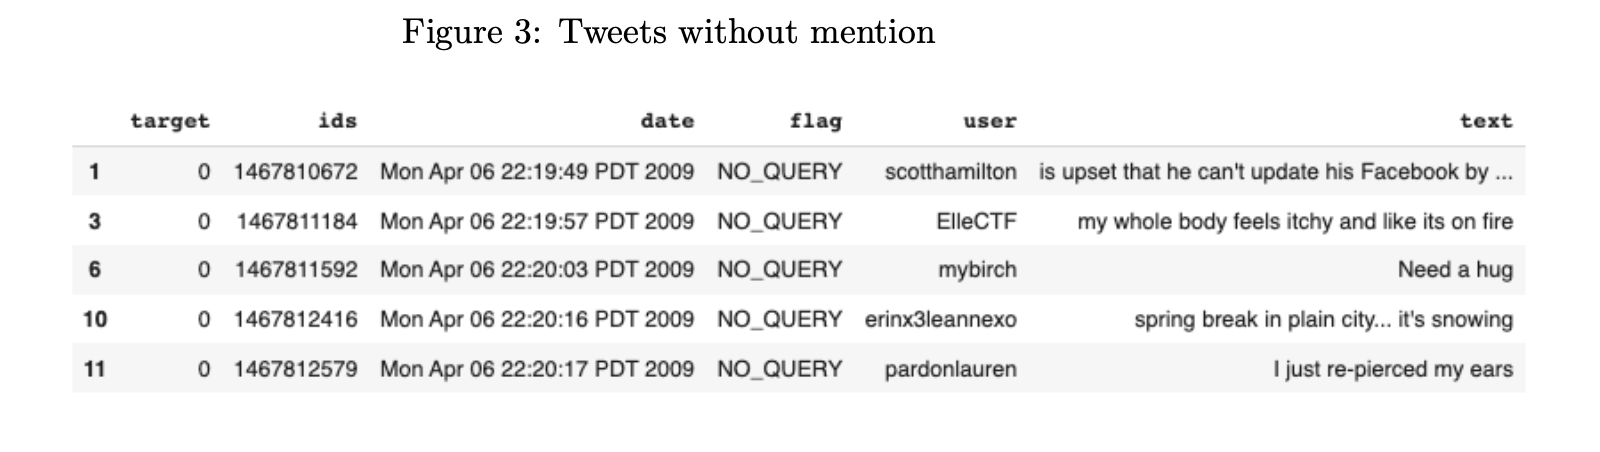 Figure 3: Tweets without mention
target ids date flag user text
1 0 1467810672 Mon Apr 06 22:19:49 PDT 2009 NO_QUERY scotthamilton is upset that he can't update his Facebook by ...
3 0 1467811184 Mon Apr 06 22:19:57 PDT 2009 NO_QUERY ElleCTF my whole body feels itchy and like its on fire
6 0 1467811592 Mon Apr 06 22:20:03 PDT 2009 NO_QUERY mybirch Need a hug
10 0 1467812416 Mon Apr 06 22:20:16 PDT 2009 NO_QUERY erinx3leannexo spring break in plain city... it's snowing
11 0 1467812579 Mon Apr 06 22:20:17 PDT 2009 NO_QUERY pardonlauren I just re-pierced my ears